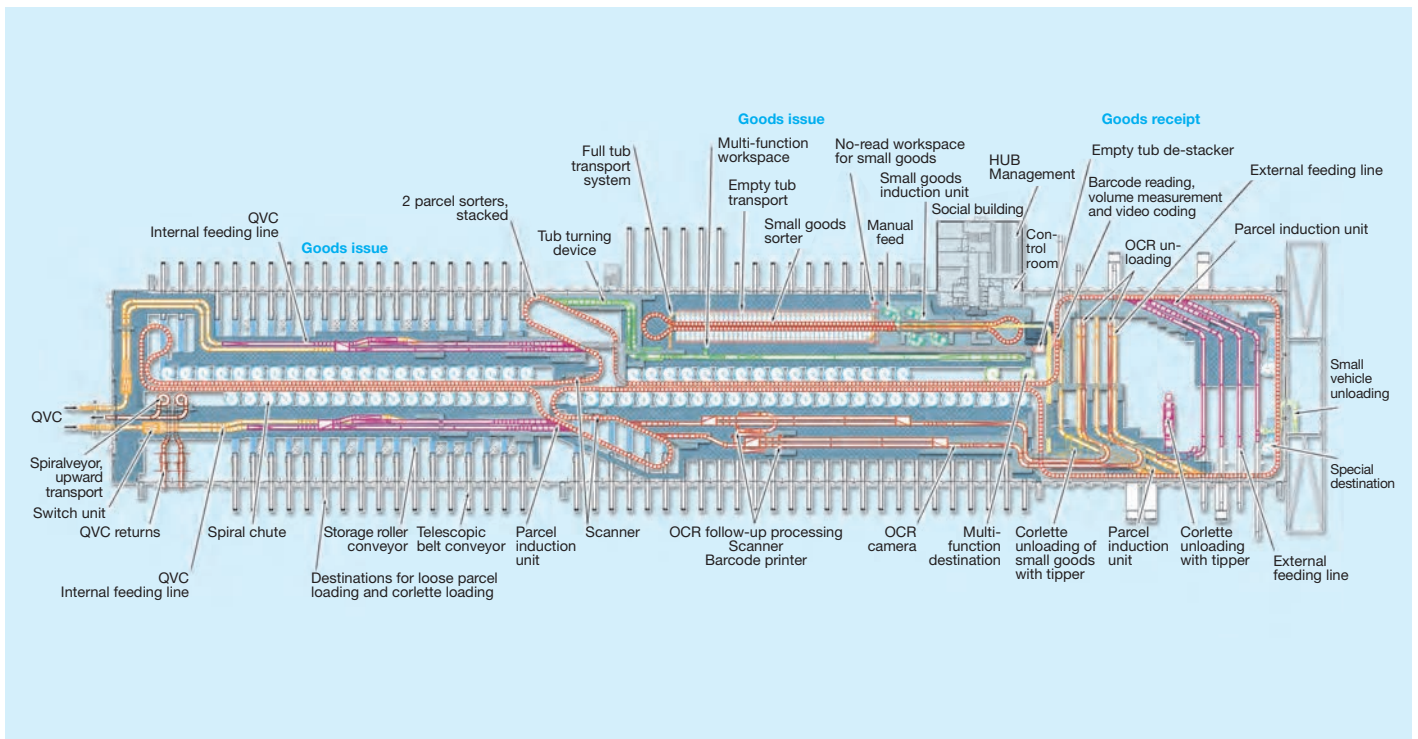 Goods issue
Goods receipt
Full tub
transport
system
Multi-function
workspace
No-read workspace
for small goods
Empty tub de-stacker
HUB
Management
External feeding line
Empty tub
transport
Small goods
induction unit
Barcode reading,
volume measurement
and video coding
2 parcel sorters,
stacked
QVC
Internal feeding line
Goods issue
Tub turning
device
Small goods
sorter
Manual
feed
Social building
Con-
trol
room
OCR un-
loading
Parcel induction unit
Small
vehicle
unloading
QVC
Spiralveyor,
upward
transport
Switch unit
Special
destination
QVC returns
Spiral chute
Storage roller
conveyor
Telescopic
belt conveyor
Parcel
induction
unit
Scanner
OCR follow-up processing
Scanner
Barcode printer
OCR
camera
Multi-
function
destination
Corlette
unloading of
small goods
with tipper
Parcel
induction
unit
Corlette
unloading
with tipper
External
feeding line
QVC
Internal feeding line
Destinations for loose parcel
loading and corlette loading